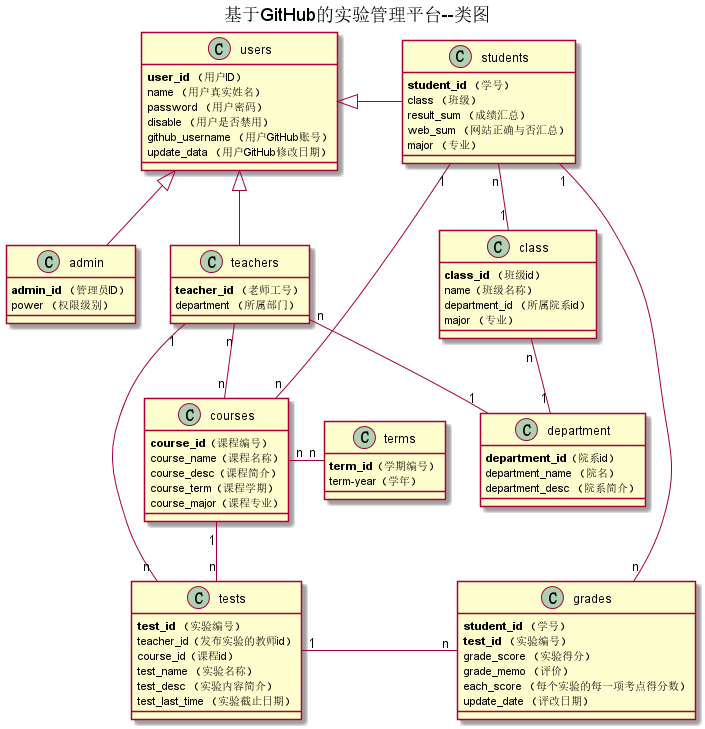 基于GitHub的实验管理平台--类图
C users
user_id （用户ID）
name （用户真实姓名）
password （用户密码）
disable （用户是否禁用）
github_username （用户GitHub账号）
update_data （用户GitHub修改日期）
C students
student_id （学号）
class （班级）
result_sum （成绩汇总）
web_sum （网站正确与否汇总）
major （专业）
1
n
1
1
C admin
admin_id （管理员ID）
power （权限级别）
C teachers
teacher_id （老师工号）
department （所属部门）
C class
class_id （班级id）
name（班级名称）
department_id （所属院系id）
major （专业）
1
n
n
n
n
n
1
1
C courses
course_id（课程编号）
course_name（课程名称）
course_desc（课程简介）
course_term（课程学期）
course_major（课程专业）
n n
C terms
term_id（学期编号）
term-year（学年）
C department
department_id（院系id）
department_name （院名）
department_desc （院系简介）
1
n
n
n
C tests
test_id （实验编号）
teacher_id（发布实验的教师id）
course_id（课程id）
test_name （实验名称）
test_desc （实验内容简介）
test_last_time （实验截止日期）
1
n
C grades
student_id （学号）
test_id （实验编号）
grade_score （实验得分）
grade_memo （评价）
each_score （每个实验的每一项考点得分数）
update_date （评改日期）